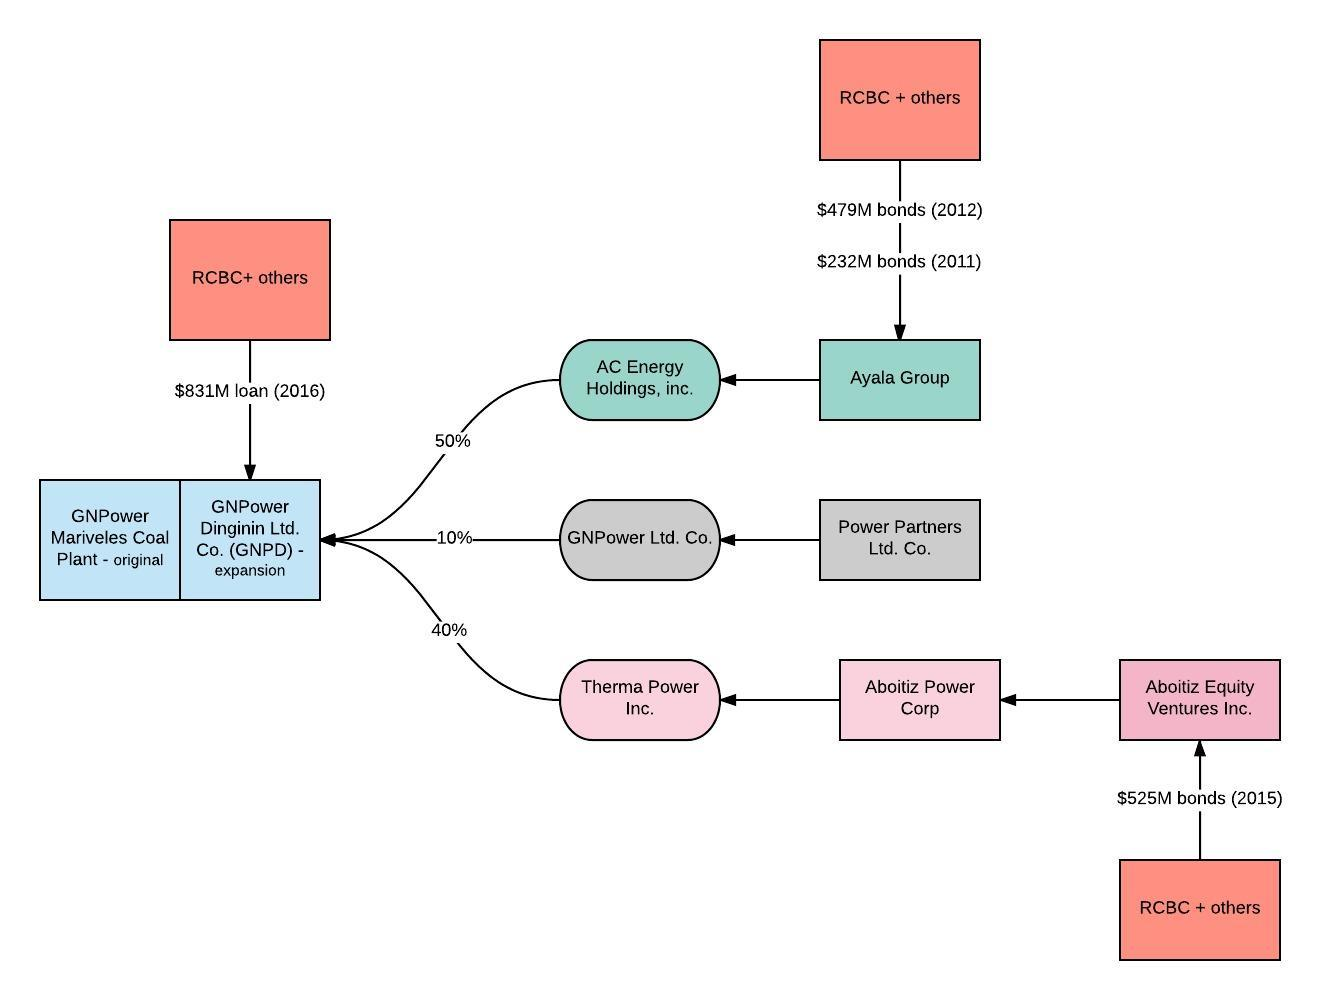 RCBC + others
$479M bonds (2012)
$232M bonds (2011)
RCBC+ others
$831M loan (2016)
AC Energy
Holdings, inc.
Ayala Group
50%
GNPower
Mariveles Coal
Plant - original
GNPower
Dinginin Ltd.
Co. (GNPD) -
expansion
10%
GNPower Ltd. Co.
Power Partners
Ltd. Co.
40%
Therma Power
Inc.
Aboitiz Power
Corp
Aboitiz Equity
Ventures Inc.
$525M bonds (2015)
RCBC + others